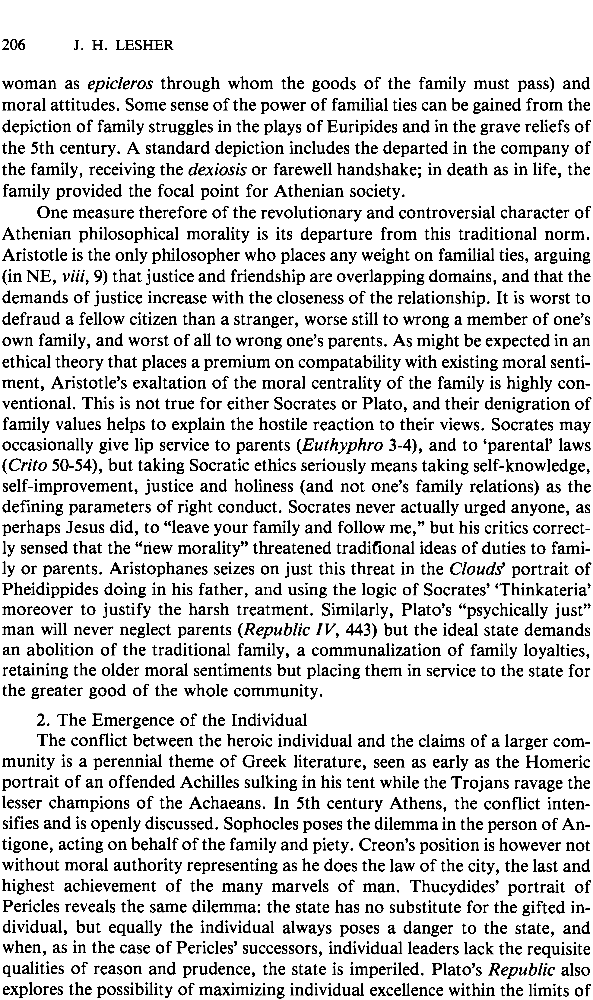 206 J. H. LESHER
woman as epicleros through whom the goods of the family must pass) and
moral attitudes. Some sense of the power of familial ties can be gained from the
depiction of family struggles in the plays of Euripides and in the grave reliefs of
the 5th century. A standard depiction includes the departed in the company of
the family, receiving the dexiosis or farewell handshake; in death as in life, the
family provided the focal point for Athenian society.
One measure therefore of the revolutionary and controversial character of
Athenian philosophical morality is its departure from this traditional norm.
Aristotle is the only philosopher who places any weight on familial ties, arguing
(in NE, viii, 9) that justice and friendship are overlapping domains, and that the
demands of justice increase with the closeness of the relationship. It is worst to
defraud a fellow citizen than a stranger, worse still to wrong a member of one's
own family, and worst of all to wrong one's parents. As might be expected in an
ethical theory that places a premium on compatability with existing moral senti-
ment, Aristotle's exaltation of the moral centrality of the family is highly con-
ventional. This is not true for either Socrates or Plato, and their denigration of
family values helps to explain the hostile reaction to their views. Socrates may
occasionally give lip service to parents (Euthyphro 3-4), and to 'parental' laws
(Crito 50-54), but taking Socratic ethics seriously means taking self-knowledge,
self-improvement, justice and holiness (and not one's family relations) as the
defining parameters of right conduct. Socrates never actually urged anyone, as
perhaps Jesus did, to "leave your family and follow me," but his critics correct-
ly sensed that the "new morality" threatened traditional ideas of duties to fami-
ly or parents. Aristophanes seizes on just this threat in the Clouds' portrait of
Pheidippides doing in his father, and using the logic of Socrates' 'Thinkateria'
moreover to justify the harsh treatment. Similarly, Plato's "psychically just"
man will never neglect parents (Republic IV, 443) but the ideal state demands
an abolition of the traditional family, a communalization of family loyalties,
retaining the older moral sentiments but placing them in service to the state for
the greater good of the whole community.
2. The Emergence of the Individual
The conflict between the heroic individual and the claims of a larger com-
munity is a perennial theme of Greek literature, seen as early as the Homeric
portrait of an offended Achilles sulking in his tent while the Trojans ravage the
lesser champions of the Achaeans. In 5th century Athens, the conflict inten-
sifies and is openly discussed. Sophocles poses the dilemma in the person of An-
tigone, acting on behalf of the family and piety. Creon's position is however not
without moral authority representing as he does the law of the city, the last and
highest achievement of the many marvels of man. Thucydides' portrait of
Pericles reveals the same dilemma: the state has no substitute for the gifted in-
dividual, but equally the individual always poses a danger to the state, and
when, as in the case of Pericles' successors, individual leaders lack the requisite
qualities of reason and prudence, the state is imperiled. Plato's Republic also
explores the possibility of maximizing individual excellence within the limits of